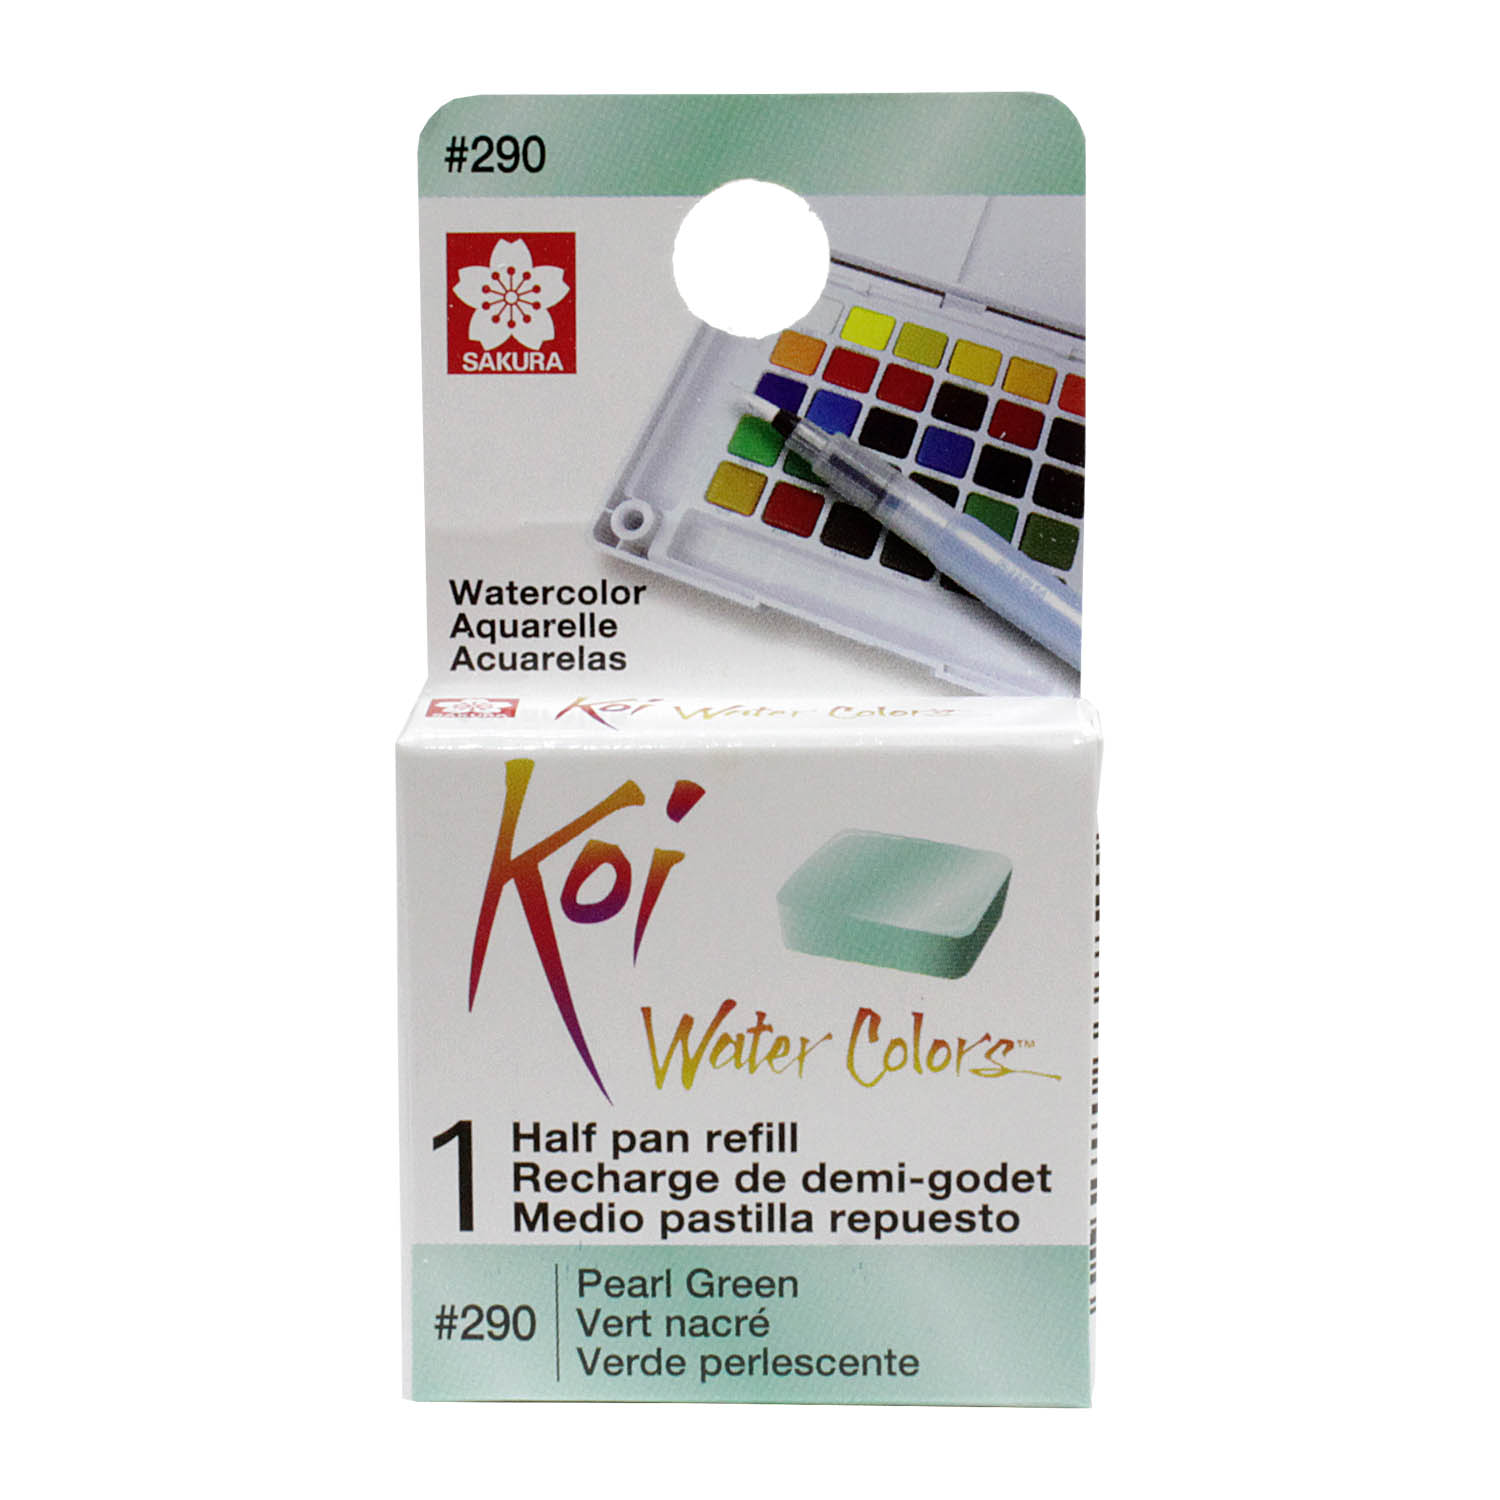 #290
SAKURA
Watercolor
Aquarelle
Acuarelas
SAKURA
Koi Water Colors
Koi
Water Colors™
1
Half pan refill
Recharge de demi-godet
Medio pastilla repuesto
#290
Pearl Green
Vert nacré
Verde perlescente